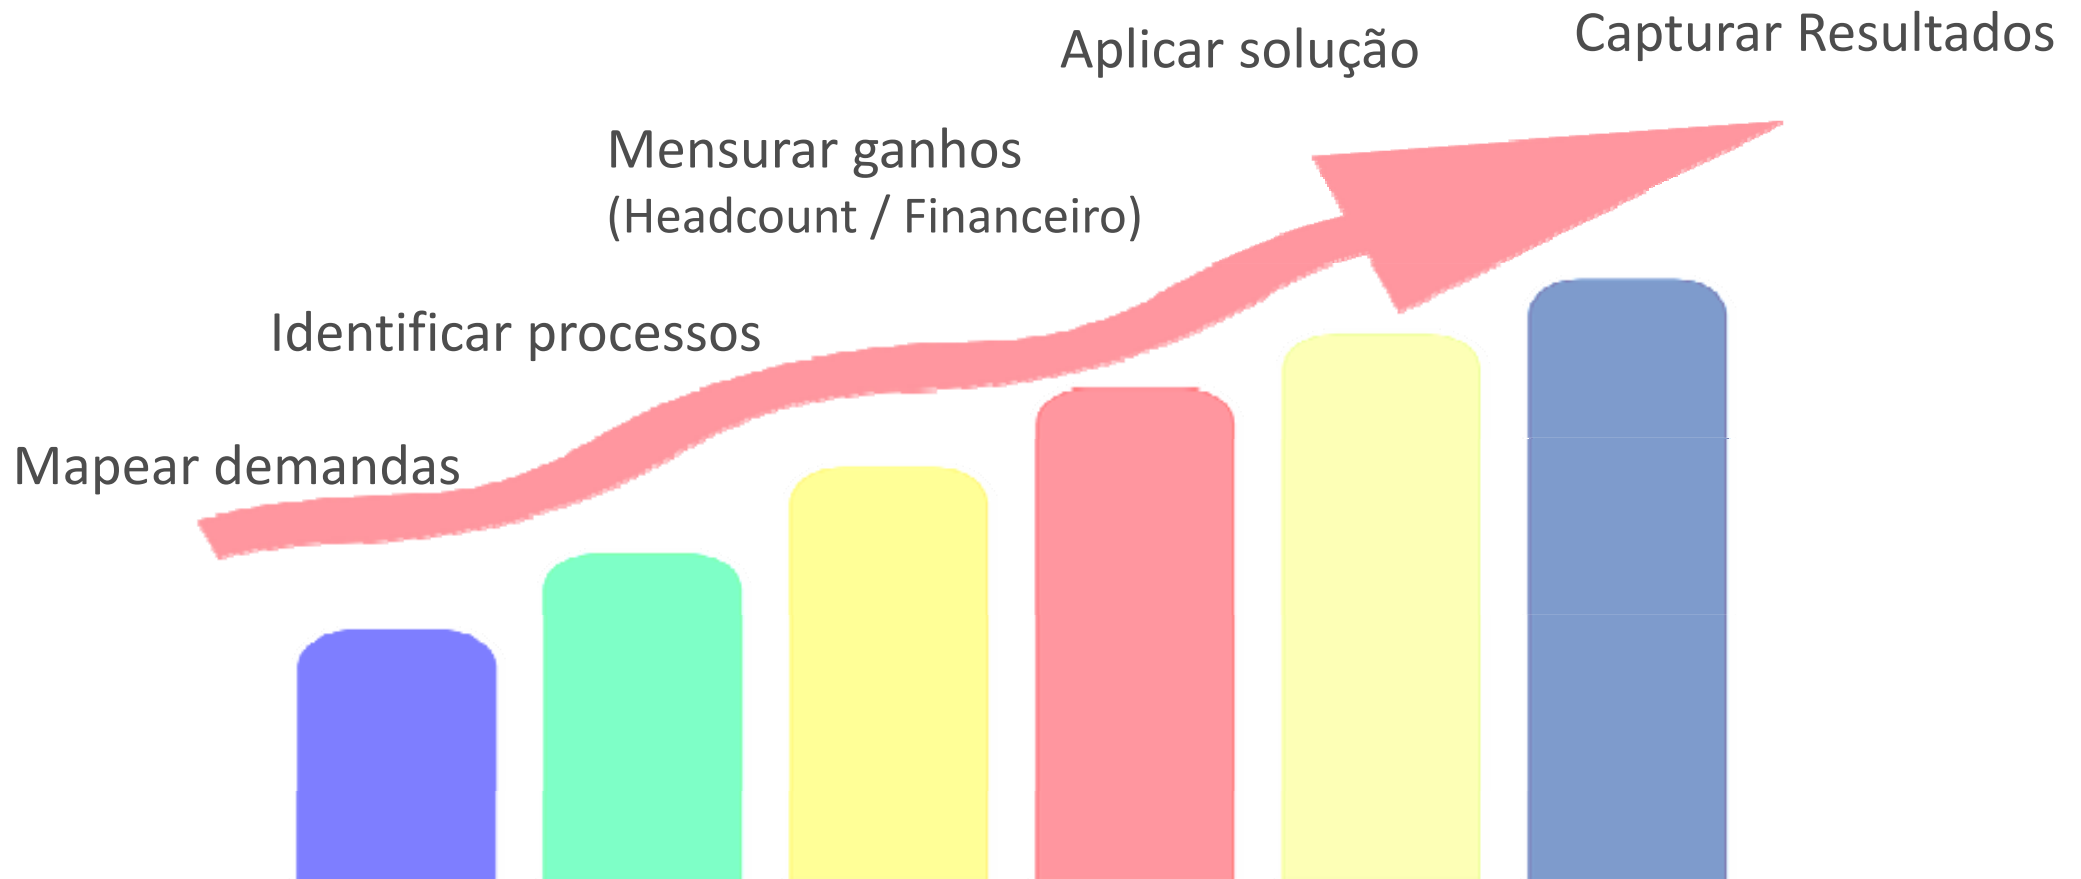 Capturar Resultados
Aplicar solução
Mensurar ganhos
(Headcount / Financeiro)
Identificar processos
Mapear demandas